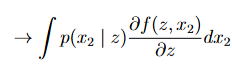 → ∫ p(x₂ | z) ∂f(z, x₂)/∂z dx₂